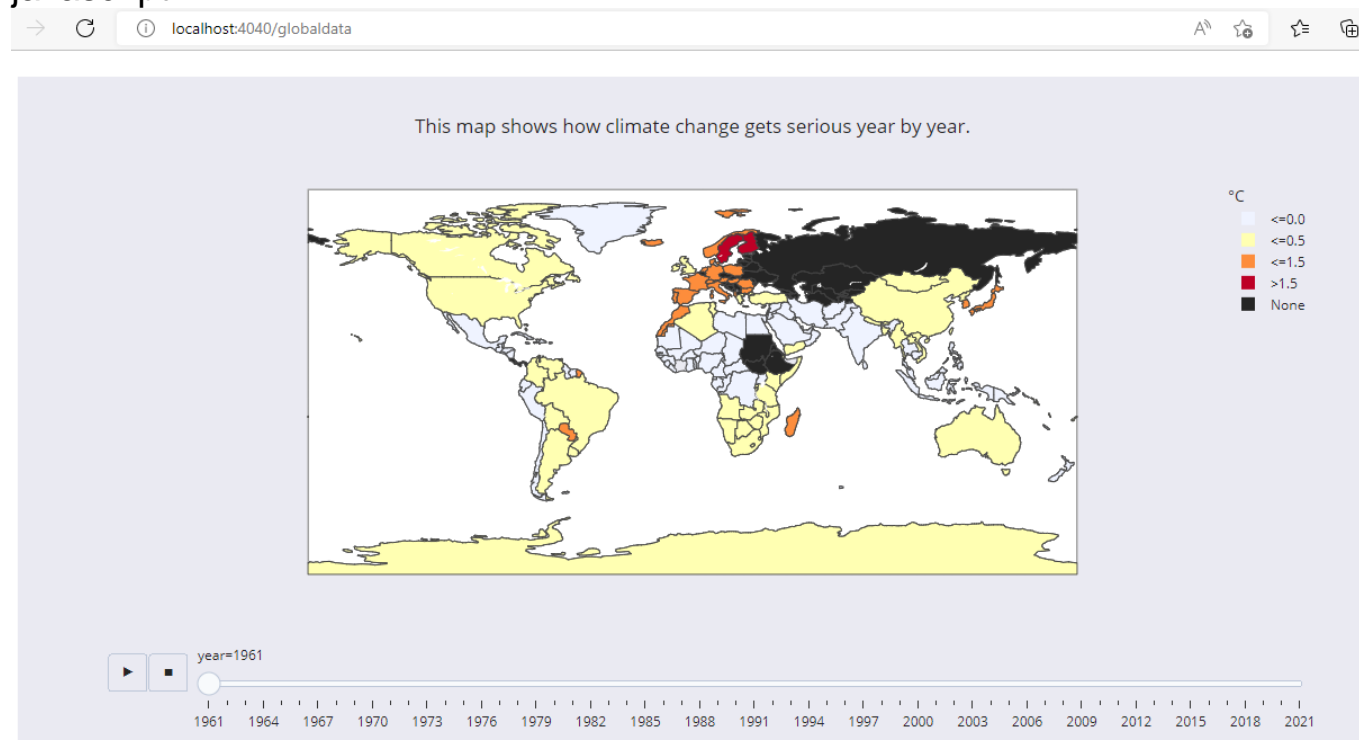 localhost:4040/globaldata
This map shows how climate change gets serious year by year.
°C
<=0.0
<=0.5
<=1.5
>1.5
None
year=1961
1961 1964 1967 1970 1973 1976 1979 1982 1985 1988 1991 1994 1997 2000 2003 2006 2009 2012 2015 2018 2021